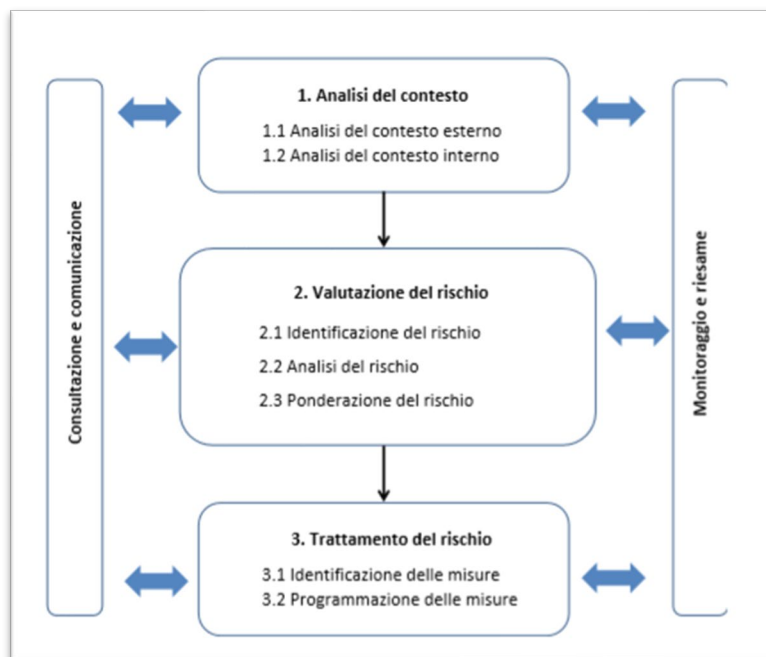 Consultazione e comunicazione
1. Analisi del contesto
1.1 Analisi del contesto esterno
1.2 Analisi del contesto interno
2. Valutazione del rischio
2.1 Identificazione del rischio
2.2 Analisi del rischio
2.3 Ponderazione del rischio
3. Trattamento del rischio
3.1 Identificazione delle misure
3.2 Programmazione delle misure
Monitoraggio e riesame